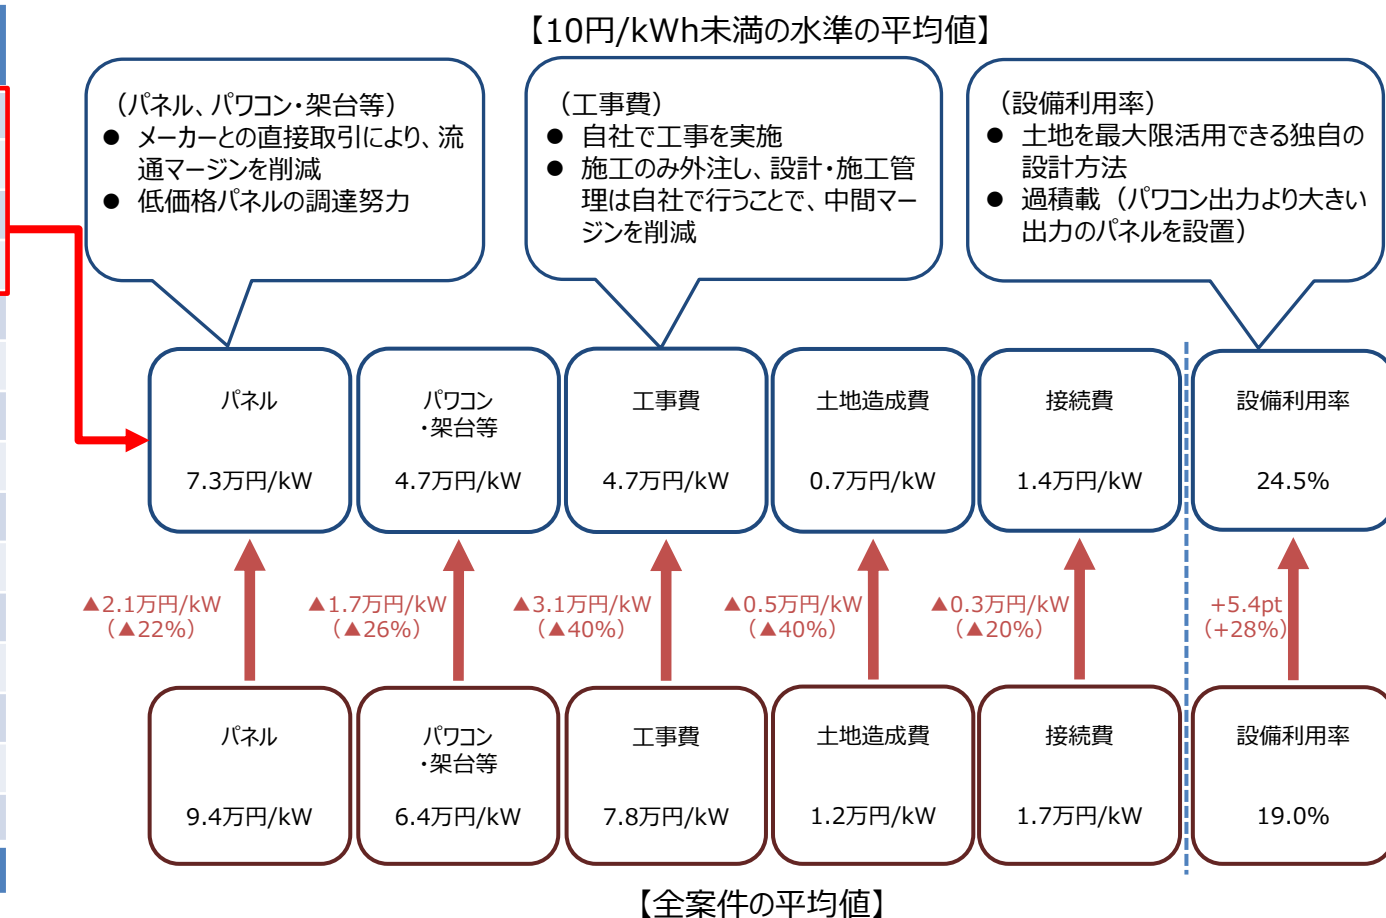 【10円/kWh未満の水準の平均値】
（パネル、パワコン・架台等）
● メーカーとの直接取引により、流
通マージンを削減
● 低価格パネルの調達努力
（工事費）
● 自社で工事を実施
● 施工のみ外注し、設計・施工管
理は自社で行うことで、中間マー
ジンを削減
（設備利用率）
● 土地を最大限活用できる独自の
設計方法
● 過積載（パワコン出力より大きい
出力のパネルを設置）
パネル
7.3万円/kW
パワコン
・架台等
4.7万円/kW
工事費
4.7万円/kW
土地造成費
0.7万円/kW
接続費
1.4万円/kW
設備利用率
24.5%
▲2.1万円/kW
（▲22%）
▲1.7万円/kW
（▲26%）
▲3.1万円/kW
（▲40%）
▲0.5万円/kW
（▲40%）
▲0.3万円/kW
（▲20%）
+5.4pt
(+28%)
パネル
9.4万円/kW
パワコン
・架台等
6.4万円/kW
工事費
7.8万円/kW
土地造成費
1.2万円/kW
接続費
1.7万円/kW
設備利用率
19.0%
【全案件の平均値】